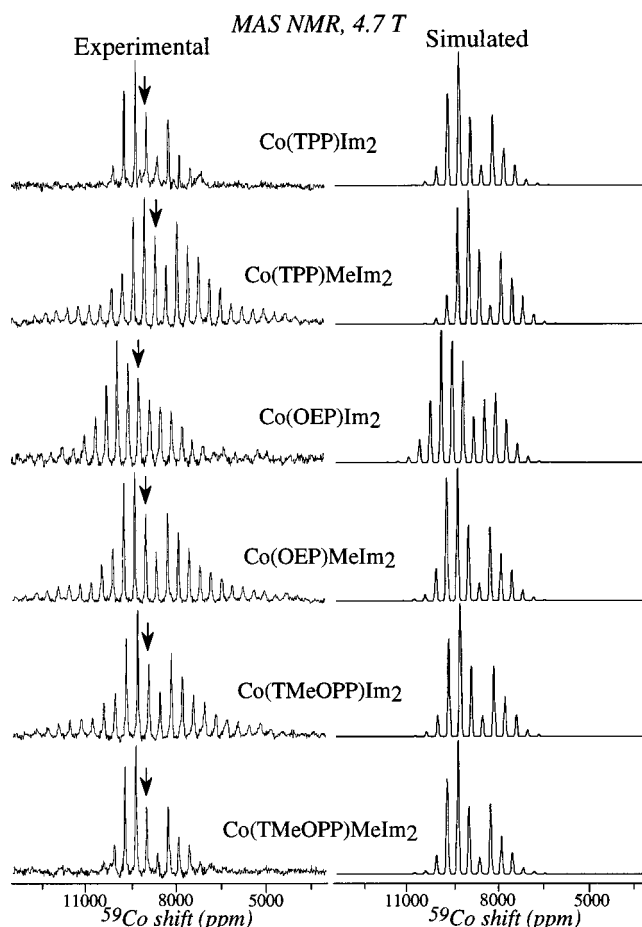 MAS NMR, 4.7 T
Experimental Simulated
Co(TPP)Im2
Co(TPP)MeIm2
Co(OEP)Im2
Co(OEP)MeIm2
Co(TMeOPP)Im2
Co(TMeOPP)MeIm2
11000 8000 5000 11000 8000 5000
59Co shift (ppm) 59Co shift (ppm)